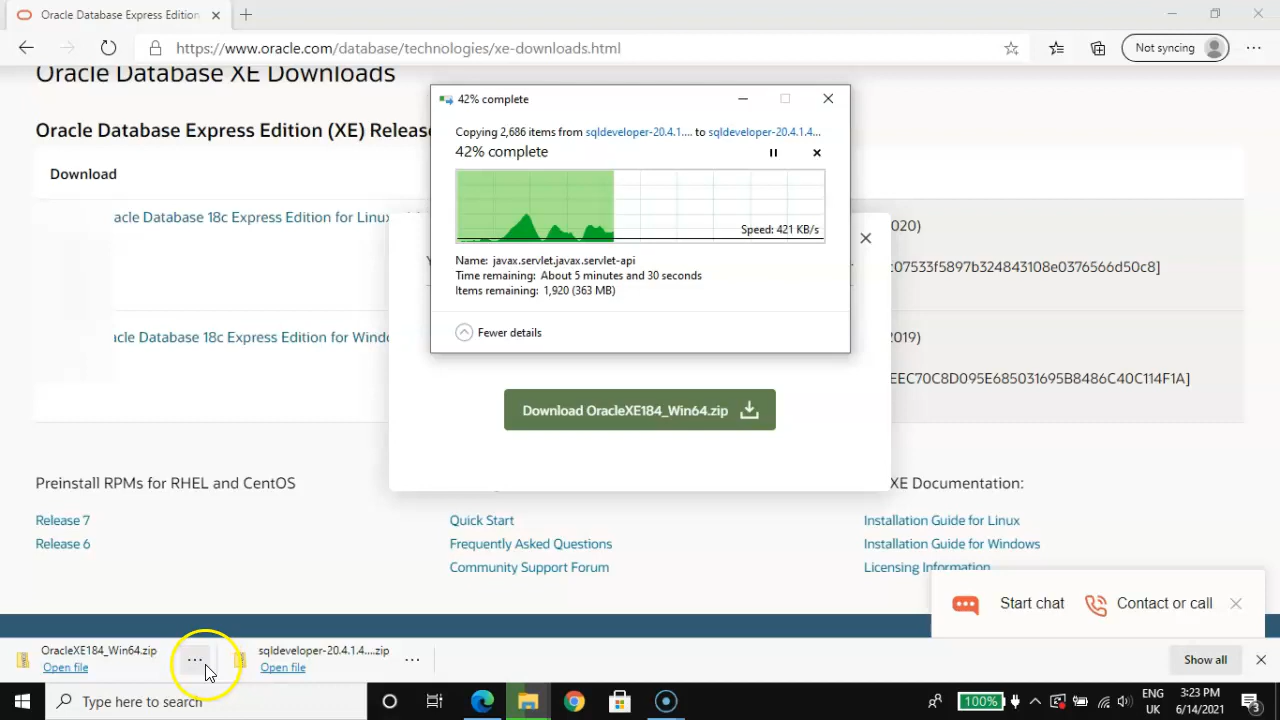 Oracle Database Express Edition
Not syncing
https://www.oracle.com/database/technologies/xe-downloads.html
Oracle Database XE Downloads
Oracle Database Express Edition (XE)
Download
acle Database 18c Express Edition for Linux
020)
:07533f5897b324843108e0376566d50c8]
cle Database 18c Express Edition for
019)
EEC70C8D095E685031695B8486C40C114F1A]
42% complete
Copying 2,686 items from sqldeveloper-20.4.1.... to sqldeveloper-20.4.1.4...
42% complete
Speed: 421 KB/s
Name: javax.servlet.javax.servlet-api
Time remaining: About 5 minutes and 30 seconds
Items remaining: 1,920 (363 MB)
Fewer details
Download OracleXE184_Win64.zip
Preinstall RPMs for RHEL and CentOS
Release 7
Release 6
Quick Start
Frequently Asked Questions
Community Support Forum
XE Documentation:
Installation Guide for Linux
Installation Guide for Windows
Licensing Information
Start chat
Contact or call
OracleXE184_Win64.zip
Open file
sqldeveloper-20.4.1.4....zip
Open file
Show all
Type here to search
100%
ENG
UK
3:23 PM
6/14/2021
3